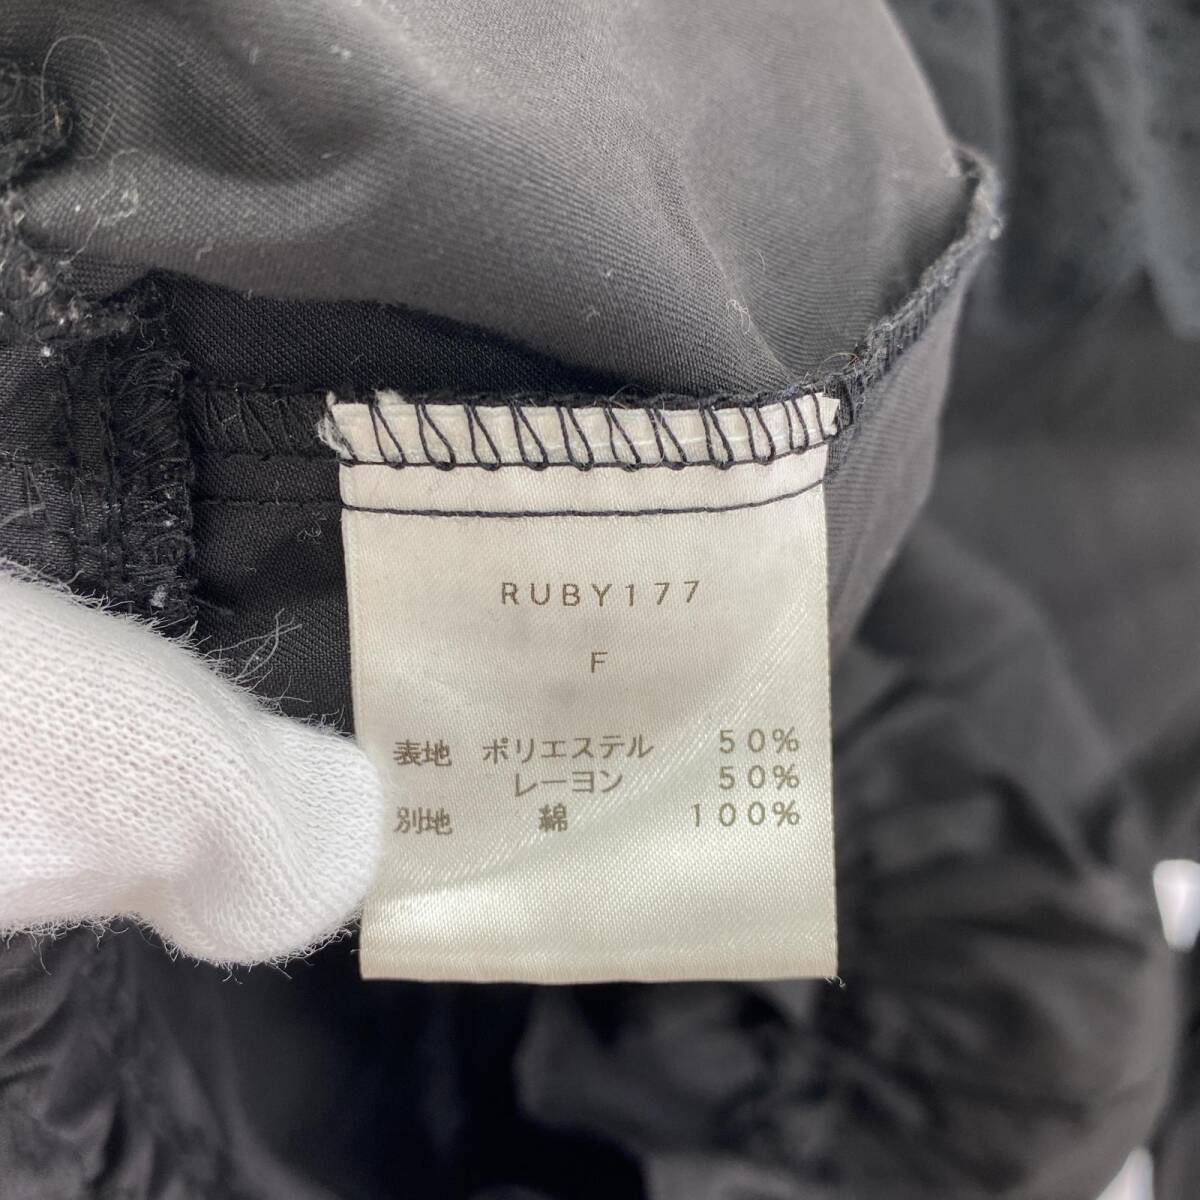 RUBY177
F
表地 ポリエステル 50%
レーヨン 50%
別地 綿 100%